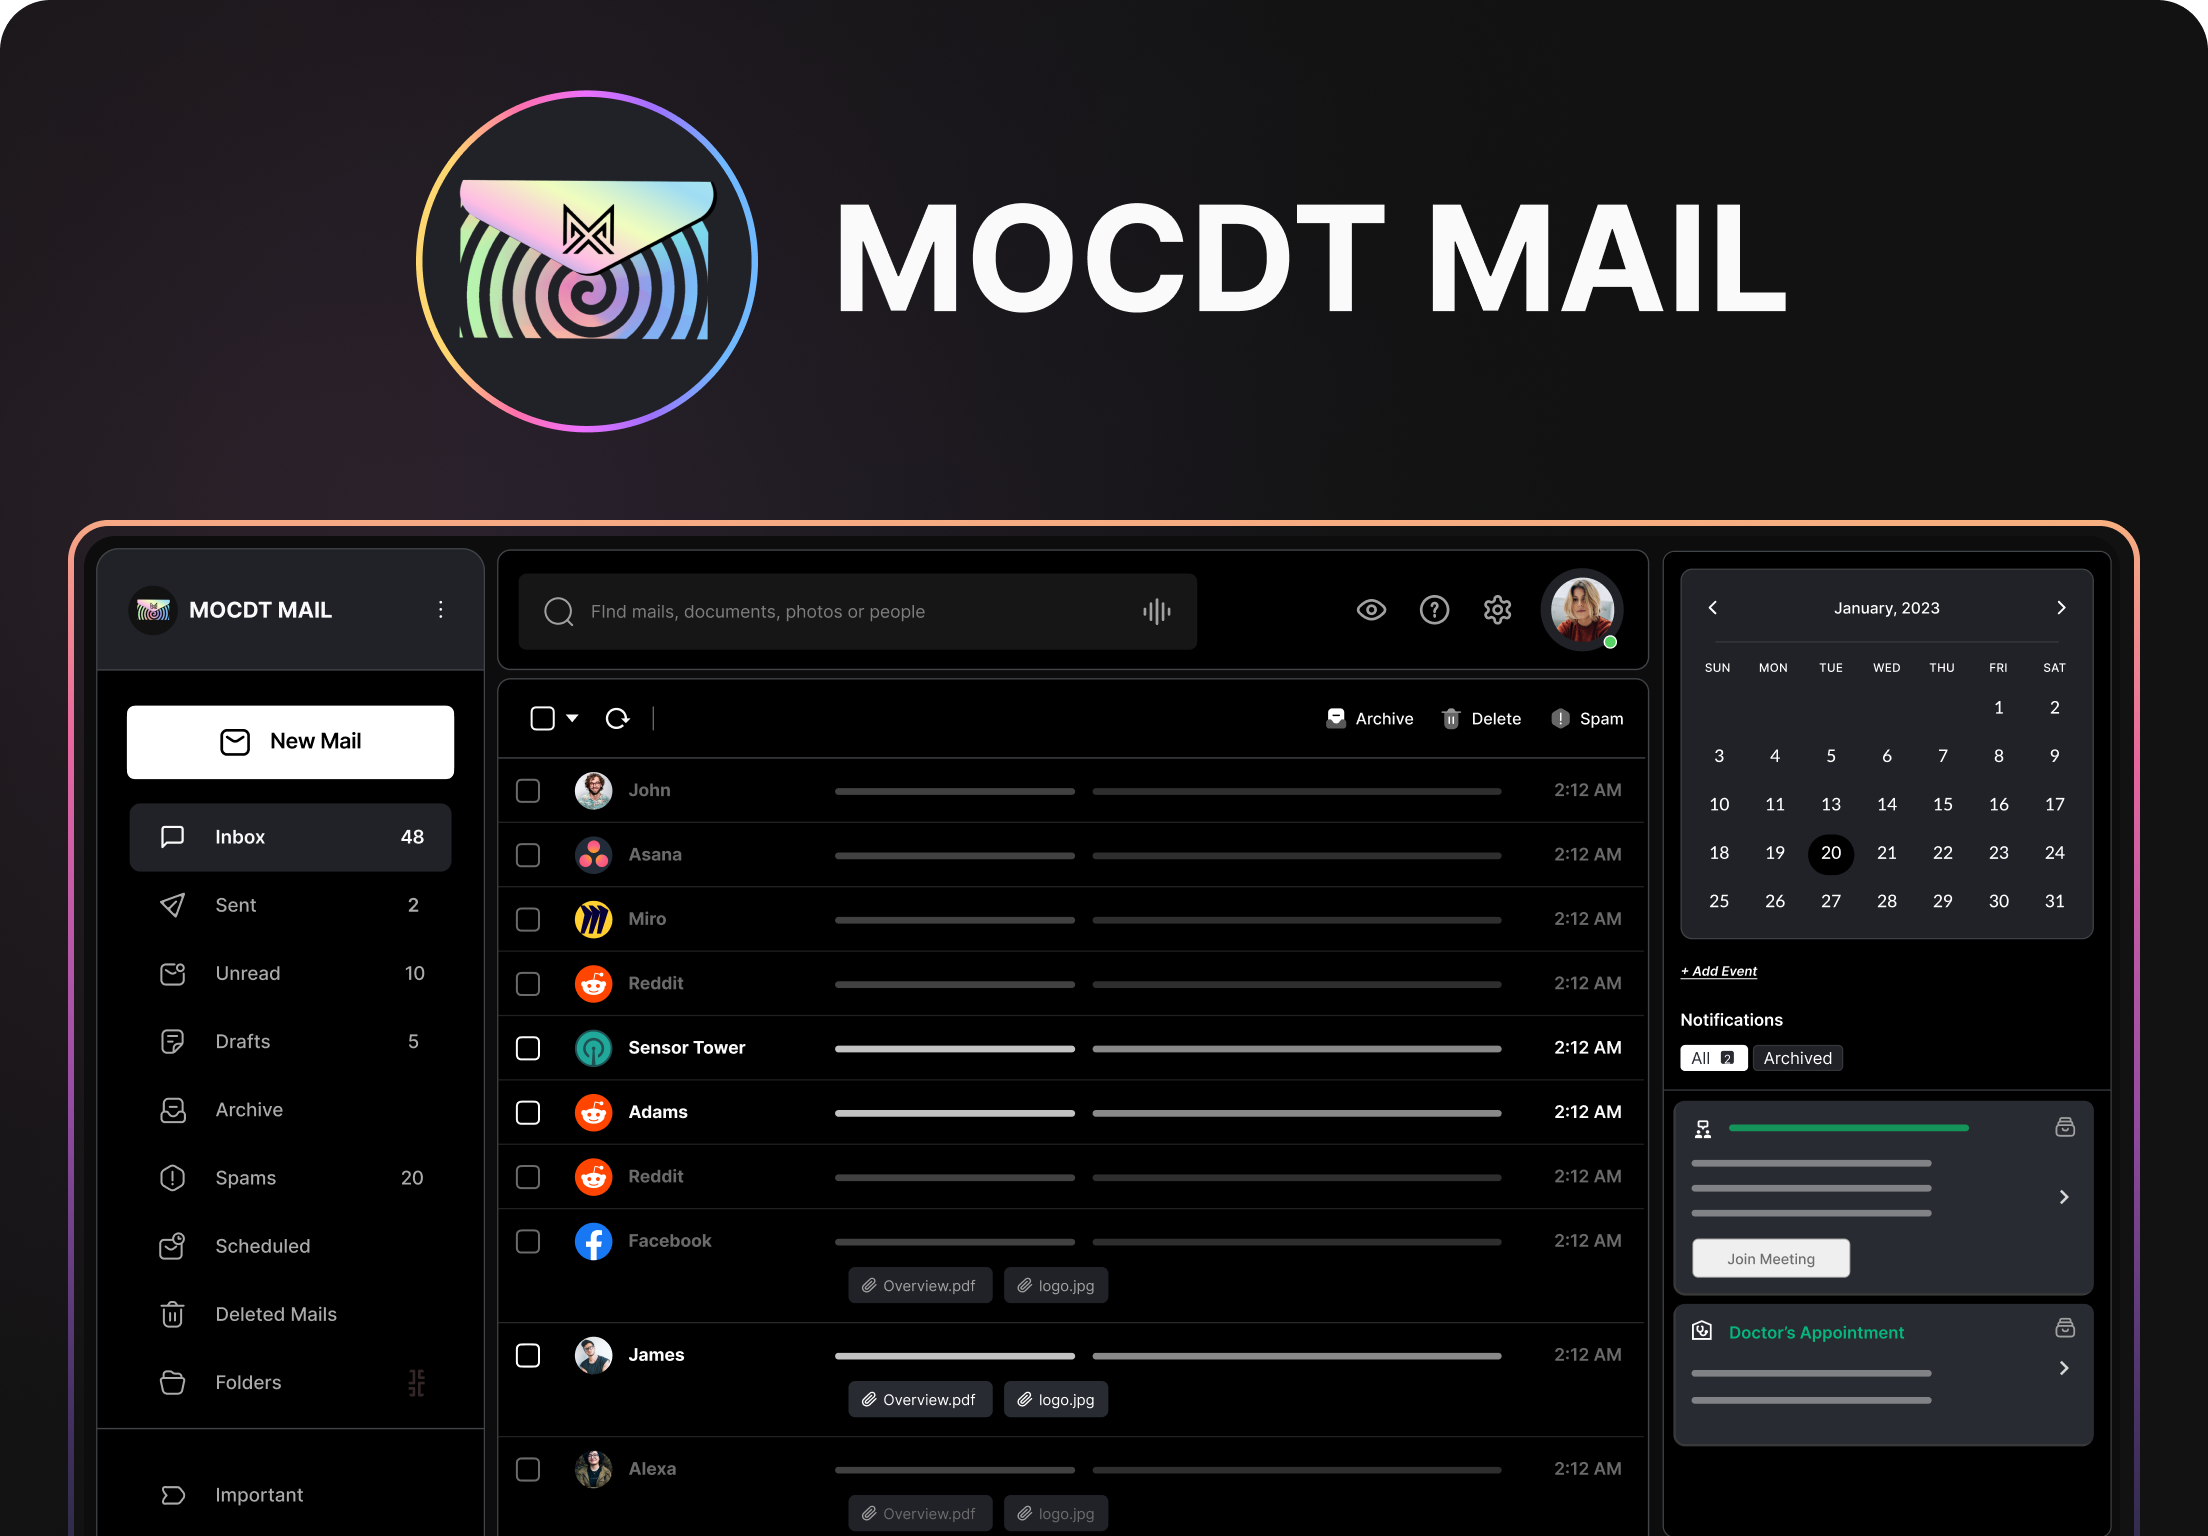 MOCDT MAIL
MOCDT MAIL
New Mail
Inbox 48
Sent 2
Unread 10
Drafts 5
Archive
Spams 20
Scheduled
Deleted Mails
Folders
Important
FInd mails, documents, photos or people
Archive Delete Spam
John 2:12 AM
Asana 2:12 AM
Miro 2:12 AM
Reddit 2:12 AM
Sensor Tower 2:12 AM
Adams 2:12 AM
Reddit 2:12 AM
Facebook 2:12 AM
Overview.pdf logo.jpg
James 2:12 AM
Overview.pdf logo.jpg
Alexa 2:12 AM
Overview.pdf logo.jpg
January, 2023
SUN MON TUE WED THU FRI SAT
1 2
3 4 5 6 7 8 9
10 11 13 14 15 16 17
18 19 20 21 22 23 24
25 26 27 28 29 30 31
+ Add Event
Notifications
All 2 Archived
Join Meeting
Doctor’s Appointment